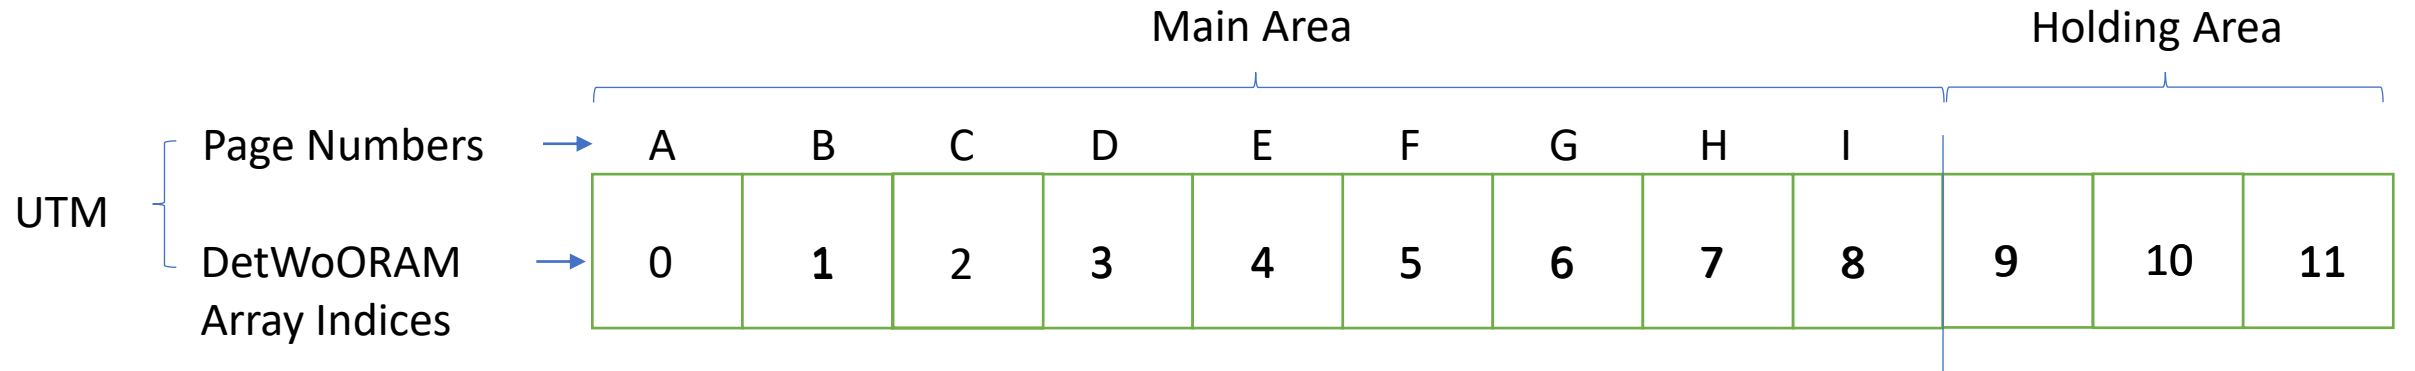 Main Area
Holding Area
Page Numbers
A B C D E F G H I
UTM
DetWoORAM
Array Indices
0 1 2 3 4 5 6 7 8 9 10 11